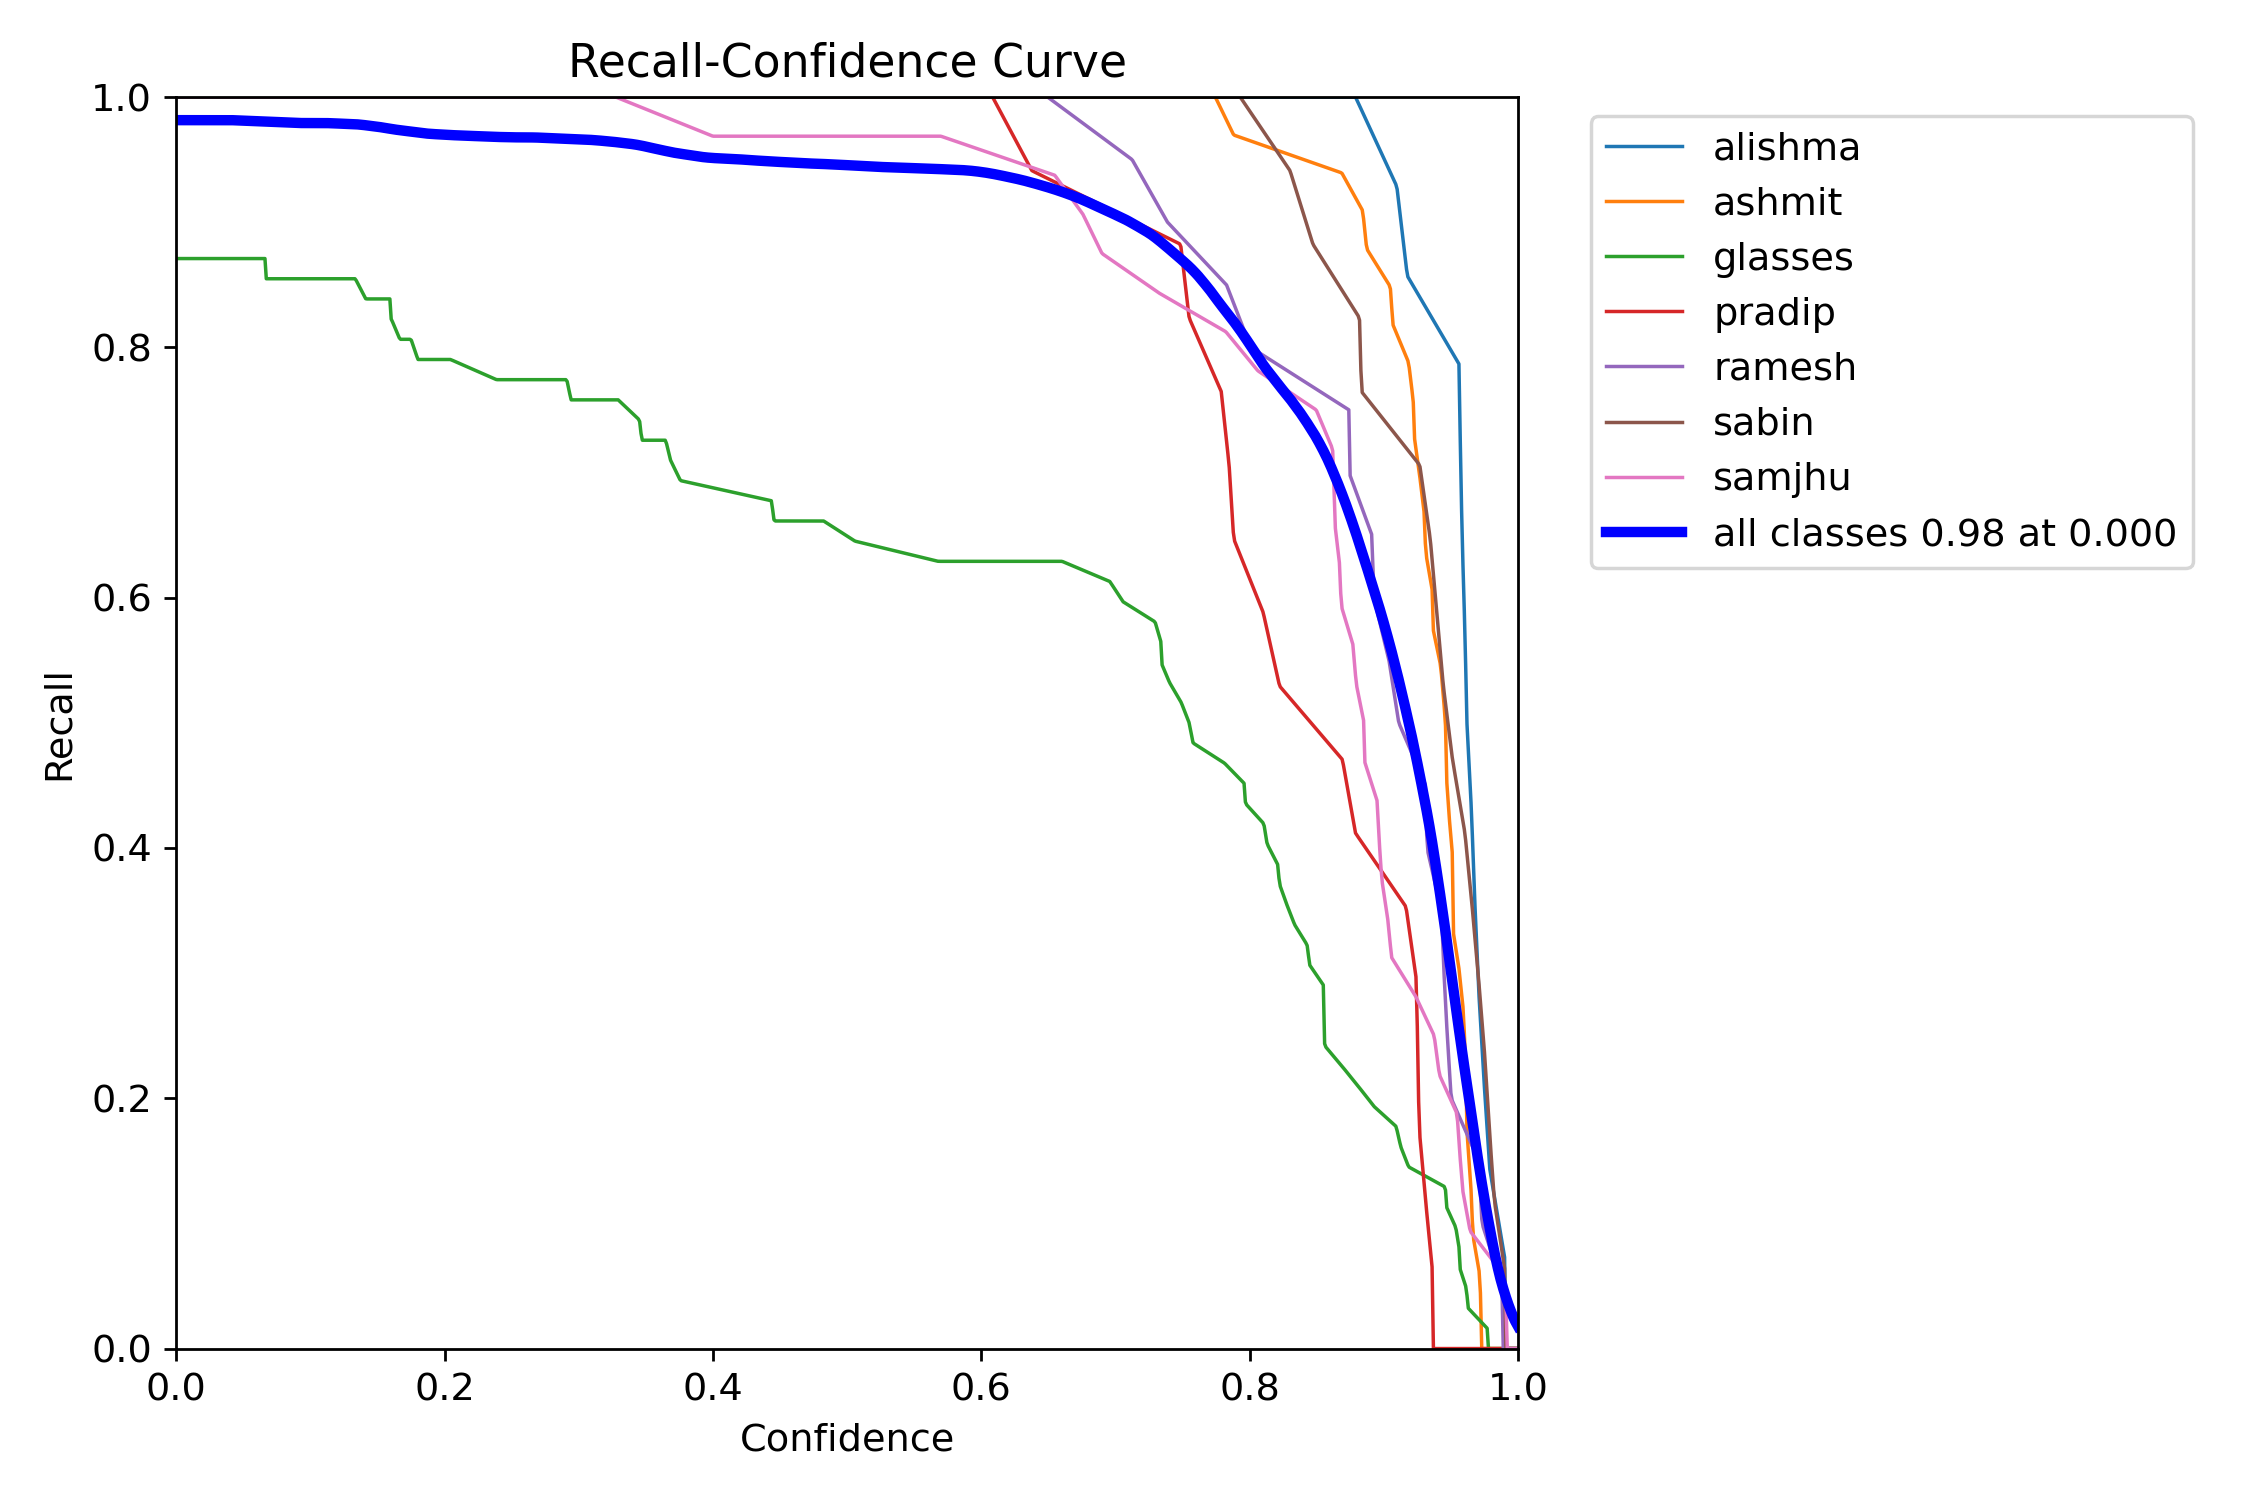 Recall-Confidence Curve
1.0
0.8
0.6
0.4
0.2
0.0
Recall
0.0 0.2 0.4 0.6 0.8 1.0
Confidence
alishma
ashmit
glasses
pradip
ramesh
sabin
samjhu
all classes 0.98 at 0.000